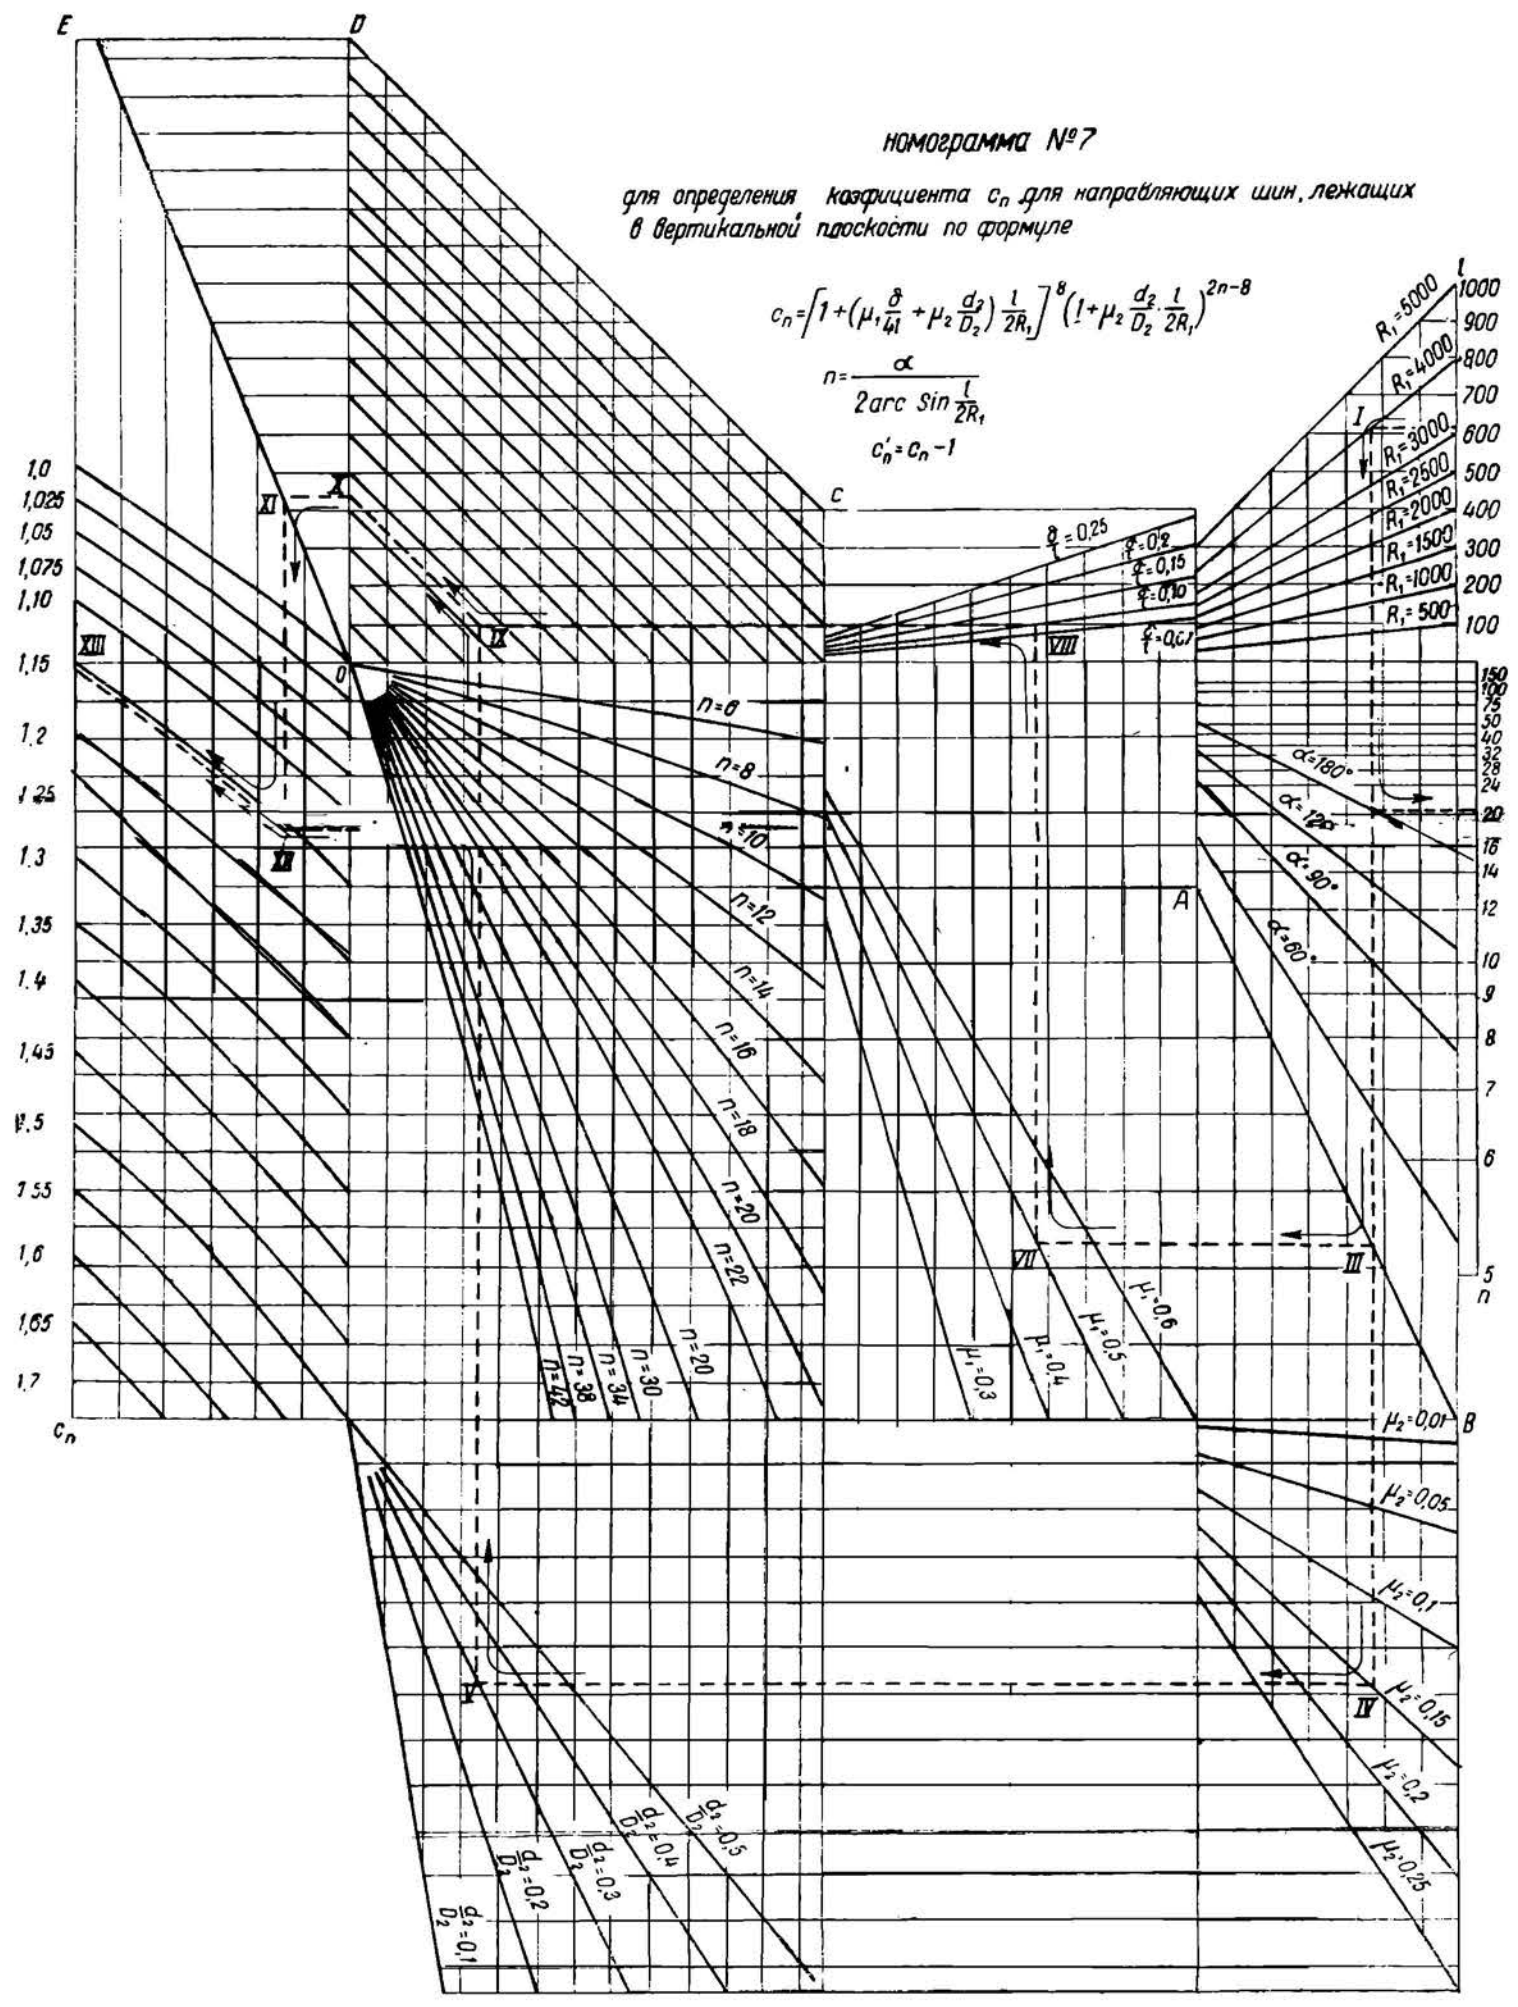 E D
номограмма №7
для определения коэфициента cₙ для направляющих шин, лежащих
в вертикальной плоскости по формуле
cₙ=[1+(μ₁ δ/4l + μ₂ d₂/D₂) l/2R₁]⁸ (1+μ₂ d₂/D₂ · l/2R₁)²ⁿ⁻⁸
n= α / 2arc Sin l/2R₁
c'ₙ=cₙ-1
l
1000
900
800
700
600
500
400
300
200
100
R₁=5000
R₁=4000
R₁=3000
R₁=2500
R₁=2000
R₁=1500
R₁=1000
R₁=500
I
C
=0,25
=0,2
=0,15
=0,10
VIII
IX
X
XI
XII
XIII
O
1,0
1,025
1,05
1,075
1,10
1,15
1,2
1,25
1,3
1,35
1,4
1,45
1,5
1,55
1,6
1,65
1,7
cₙ
n=6
n=8
n=10
n=12
n=14
n=16
n=18
n=20
n=22
n=20
n=30
n=34
n=38
n=42
150
100
75
50
40
32
28
24
20
16
14
12
10
9
8
7
6
5
n
α=180°
α=120°
α=90°
α=60°
A
B
III
VII
IV
V
μ₁=0,3
μ₁=0,4
μ₁=0,5
μ₁=0,6
μ₂=0,01
μ₂=0,05
μ₂=0,1
μ₂=0,15
μ₂=0,2
μ₂=0,25
d₂/D₂=0,1
d₂/D₂=0,2
d₂/D₂=0,3
d₂/D₂=0,4
d₂/D₂=0,5